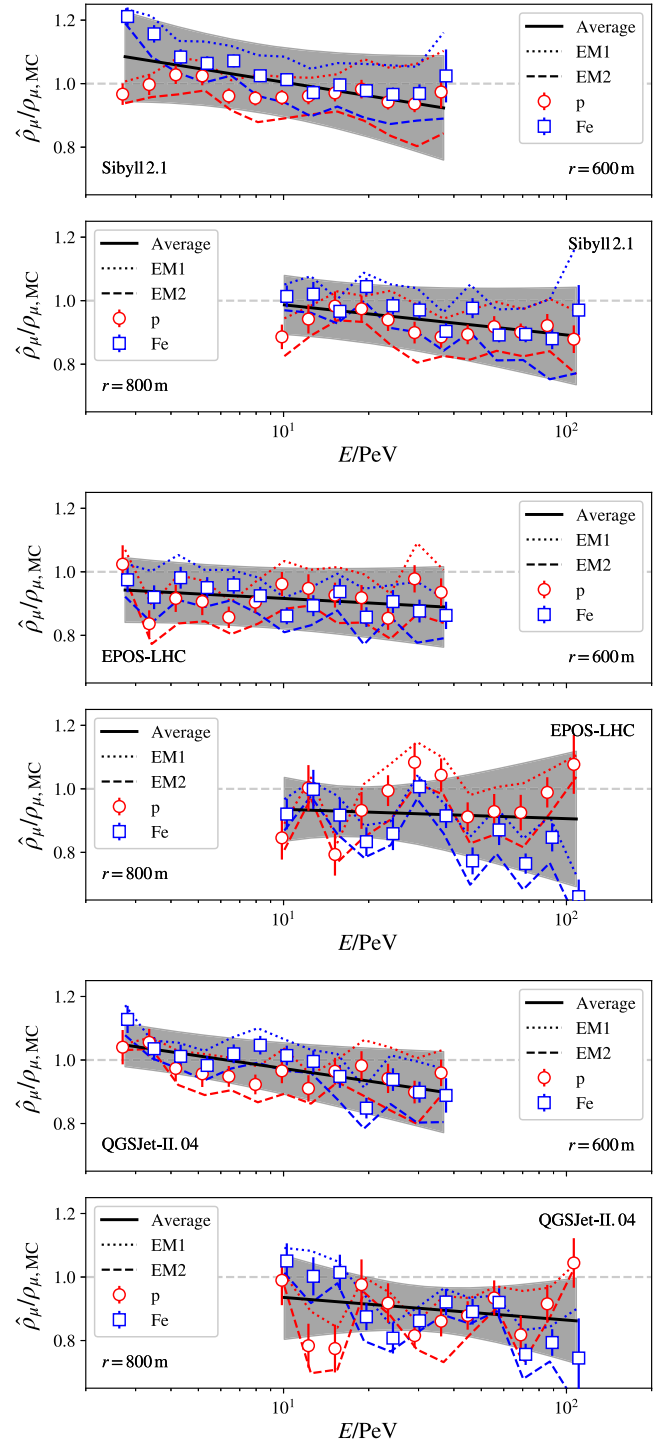 1.2
1.0
0.8
ρ̂μ/ρμ, MC
Average
EM1
EM2
p
Fe
Sibyll 2.1
r = 600 m
1.2
1.0
0.8
ρ̂μ/ρμ, MC
Average
EM1
EM2
p
Fe
Sibyll 2.1
r = 800 m
10¹
10²
E/PeV
1.2
1.0
0.8
ρ̂μ/ρμ, MC
Average
EM1
EM2
p
Fe
EPOS-LHC
r = 600 m
1.2
1.0
0.8
ρ̂μ/ρμ, MC
Average
EM1
EM2
p
Fe
EPOS-LHC
r = 800 m
10¹
10²
E/PeV
1.2
1.0
0.8
ρ̂μ/ρμ, MC
Average
EM1
EM2
p
Fe
QGSJet-II. 04
r = 600 m
1.2
1.0
0.8
ρ̂μ/ρμ, MC
Average
EM1
EM2
p
Fe
QGSJet-II. 04
r = 800 m
10¹
10²
E/PeV